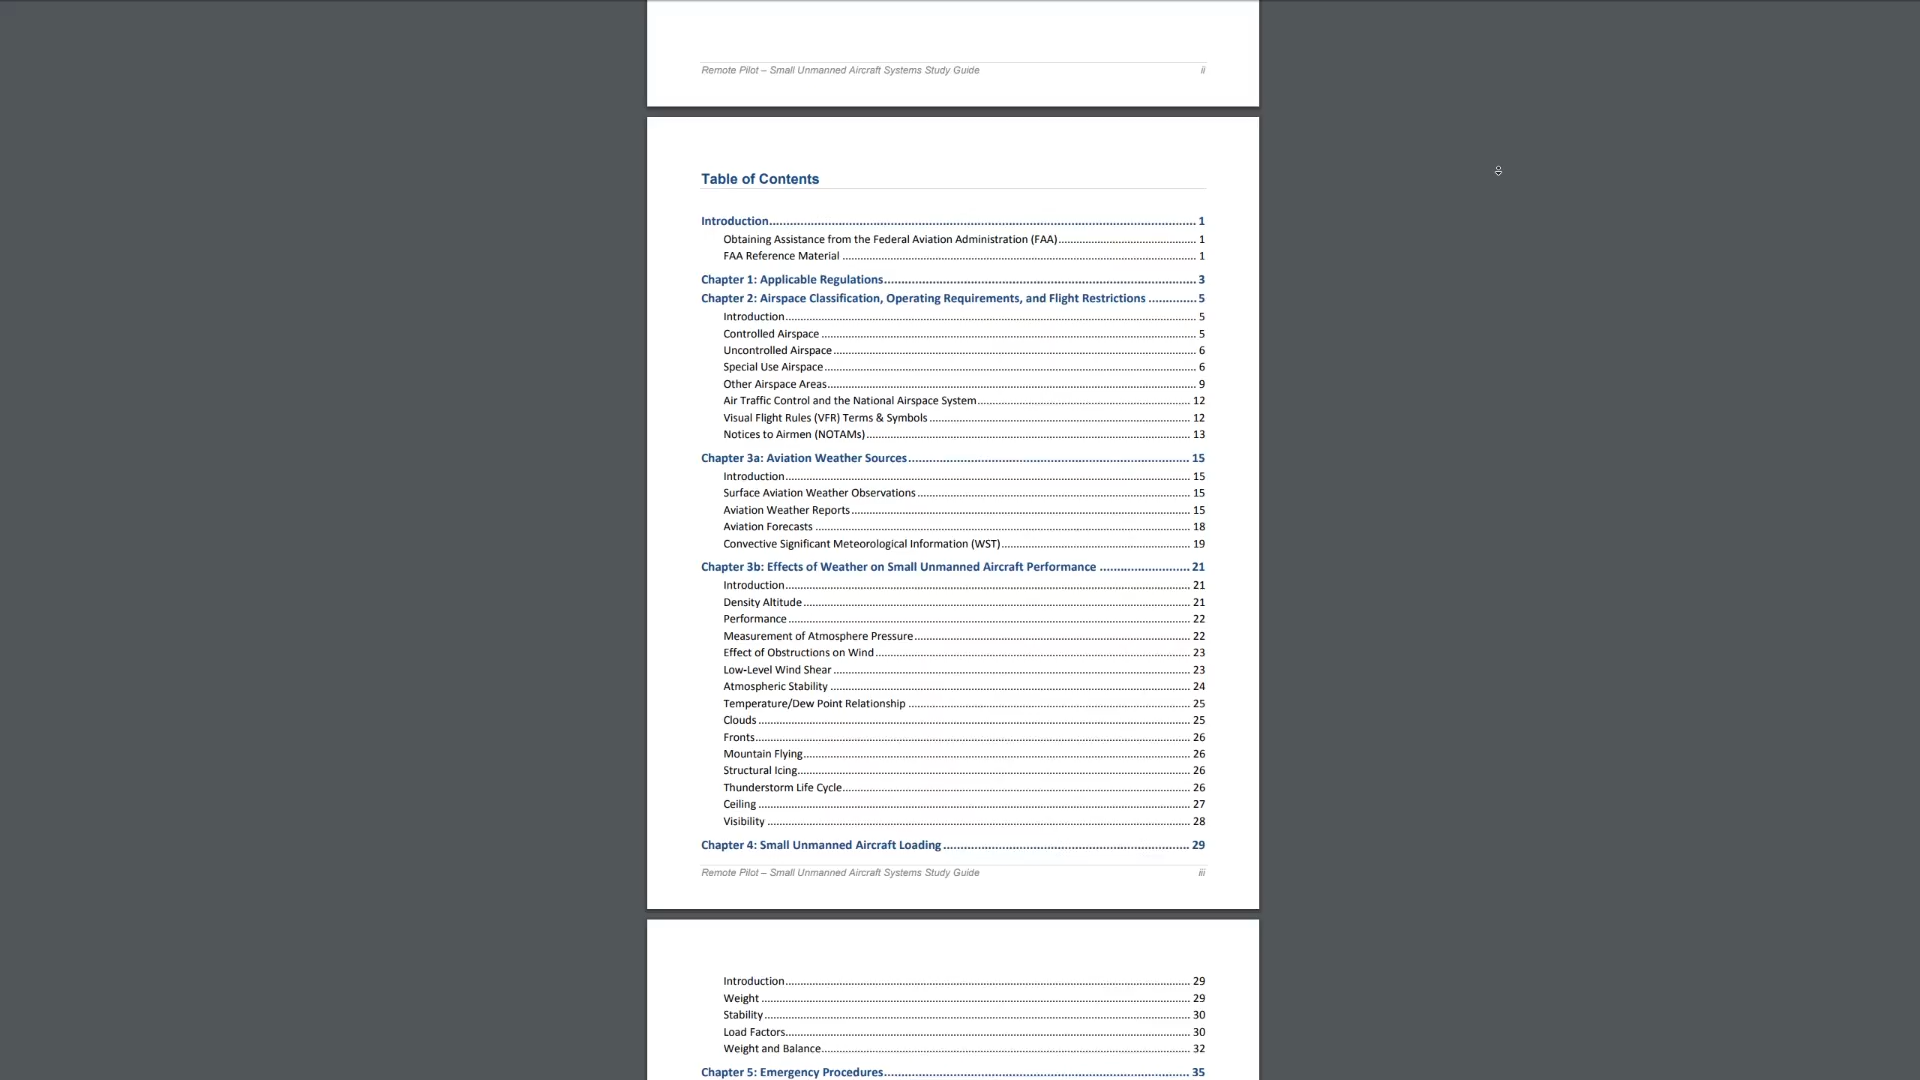 Remote Pilot – Small Unmanned Aircraft Systems Study Guide ii
Table of Contents
Introduction........ 1
Obtaining Assistance from the Federal Aviation Administration (FAA)........ 1
FAA Reference Material ........ 1
Chapter 1: Applicable Regulations........ 3
Chapter 2: Airspace Classification, Operating Requirements, and Flight Restrictions ........ 5
Introduction........ 5
Controlled Airspace ........ 5
Uncontrolled Airspace ........ 6
Special Use Airspace ........ 6
Other Airspace Areas........ 9
Air Traffic Control and the National Airspace System........ 12
Visual Flight Rules (VFR) Terms & Symbols ........ 12
Notices to Airmen (NOTAMs) ........ 13
Chapter 3a: Aviation Weather Sources........ 15
Introduction........ 15
Surface Aviation Weather Observations ........ 15
Aviation Weather Reports ........ 15
Aviation Forecasts ........ 18
Convective Significant Meteorological Information (WST)........ 19
Chapter 3b: Effects of Weather on Small Unmanned Aircraft Performance ........ 21
Introduction........ 21
Density Altitude ........ 21
Performance ........ 22
Measurement of Atmosphere Pressure........ 22
Effect of Obstructions on Wind ........ 23
Low-Level Wind Shear ........ 23
Atmospheric Stability ........ 24
Temperature/Dew Point Relationship ........ 25
Clouds ........ 25
Fronts........ 26
Mountain Flying........ 26
Structural Icing........ 26
Thunderstorm Life Cycle........ 26
Ceiling ........ 27
Visibility ........ 28
Chapter 4: Small Unmanned Aircraft Loading ........ 29
Remote Pilot – Small Unmanned Aircraft Systems Study Guide iii
Introduction........ 29
Weight ........ 29
Stability ........ 30
Load Factors........ 30
Weight and Balance........ 32
Chapter 5: Emergency Procedures........ 35